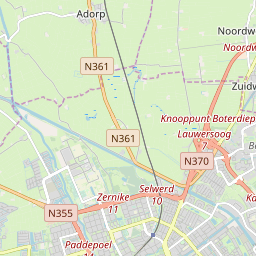 Adorp
Noordw
Noordw
N361
Zuidw
Knooppunt Boterdiep
Lauwersoog
7
N361
N370
Zernike
11
Selwerd
10
N355
Paddepoel